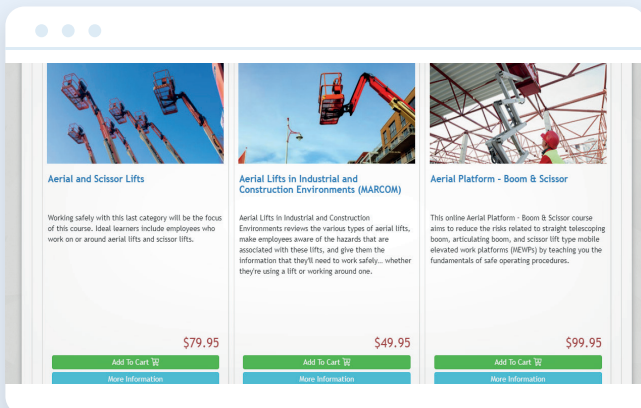 Aerial and Scissor Lifts
Working safely with this last category will be the focus
of this course. Ideal learners include employees who
work on or around aerial lifts and scissor lifts.
$79.95
Add To Cart
More Information
Aerial Lifts in Industrial and
Construction Environments (MARCOM)
Aerial Lifts in Industrial and Construction
Environments reviews the various types of aerial lifts,
make employees aware of the hazards that are
associated with these lifts, and give them the
information that they'll need to work safely... whether
they're using a lift or working around one.
$49.95
Add To Cart
More Information
Aerial Platform - Boom & Scissor
This online Aerial Platform - Boom & Scissor course
aims to reduce the risks related to straight telescoping
boom, articulating boom, and scissor lift type mobile
elevated work platforms (MEWPs) by teaching you the
fundamentals of safe operating procedures.
$99.95
Add To Cart
More Information